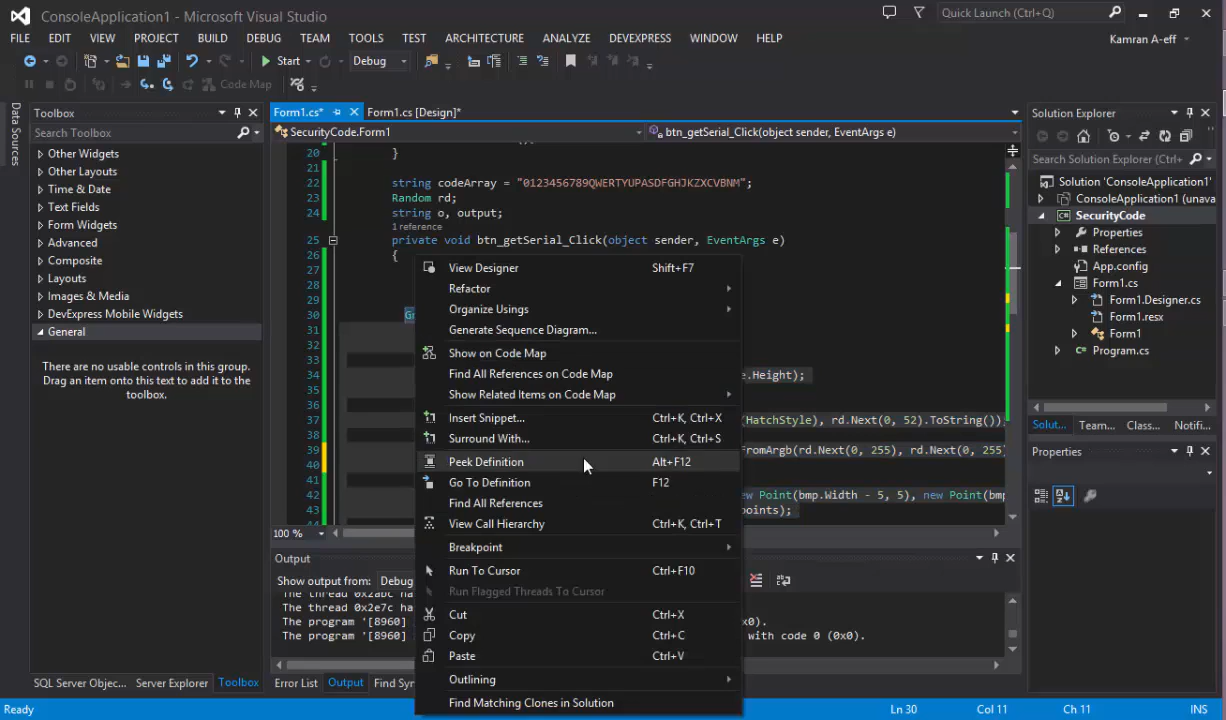 ConsoleApplication1 - Microsoft Visual Studio
Quick Launch (Ctrl+Q)
FILE EDIT VIEW PROJECT BUILD DEBUG TEAM TOOLS TEST ARCHITECTURE ANALYZE DEVEXPRESS WINDOW HELP
Kamran A-eff
Start
Debug
Code Map
Data Sources
Toolbox
Search Toolbox
Other Widgets
Other Layouts
Time & Date
Text Fields
Form Widgets
Advanced
Composite
Layouts
Images & Media
DevExpress Mobile Widgets
General
There are no usable controls in this group.
Drag an item onto this text to add it to the
toolbox.
SQL Server Objec... Server Explorer Toolbox
Form1.cs* Form1.cs [Design]*
SecurityCode.Form1 btn_getSerial_Click(object sender, EventArgs e)
20 }
21
22 string codeArray = "0123456789QWERTYUPASDFGHJKZXCVBNM";
23 Random rd;
24 string o, output;
1 reference
25 private void btn_getSerial_Click(object sender, EventArgs e)
26 {
27
28
29
30 Gr
31
32
33
34 e.Height);
35
36
37 (HatchStyle), rd.Next(0, 52).ToString());
38
39 FromArgb(rd.Next(0, 255), rd.Next(0, 255
40
41
42 new Point(bmp.Width - 5, 5), new Point(bmp
43 points);
44
View Designer Shift+F7
Refactor
Organize Usings
Generate Sequence Diagram...
Show on Code Map
Find All References on Code Map
Show Related Items on Code Map
Insert Snippet... Ctrl+K, Ctrl+X
Surround With... Ctrl+K, Ctrl+S
Peek Definition Alt+F12
Go To Definition F12
Find All References
View Call Hierarchy Ctrl+K, Ctrl+T
Breakpoint
Run To Cursor Ctrl+F10
Run Flagged Threads To Cursor
Cut Ctrl+X
Copy Ctrl+C
Paste Ctrl+V
Outlining
Find Matching Clones in Solution
100 %
Output
Show output from: Debug
The thread 0x2abc ha
The thread 0x2e7c ha
The program '[8960] x0).
The program '[8960] with code 0 (0x0).
Error List Output Find Syn
Solution Explorer
Search Solution Explorer (Ctrl+
Solution 'ConsoleApplication1'
ConsoleApplication1 (unava
SecurityCode
Properties
References
App.config
Form1.cs
Form1.Designer.cs
Form1.resx
Form1
Program.cs
Solut... Team... Class... Notifi...
Properties
Ready Ln 30 Col 11 Ch 11 INS